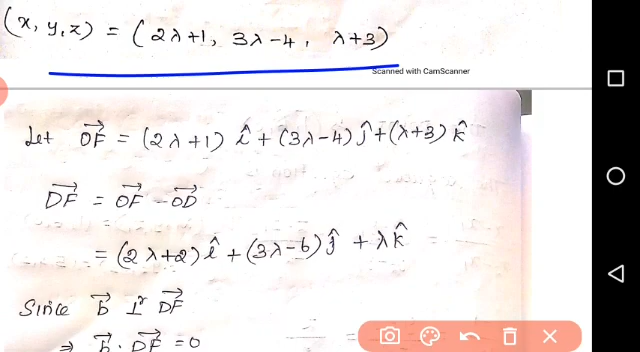 (x, y, z) = (2λ+1, 3λ-4, λ+3)
Scanned with CamScanner
Let OF⃗ = (2λ+1) î + (3λ-4) ĵ + (λ+3) k̂
DF⃗ = OF⃗ - OD⃗
= (2λ+2) î + (3λ-6) ĵ + λ k̂
Since b⃗ ⊥ʳ DF⃗
⇒ b⃗ . DF⃗ = 0